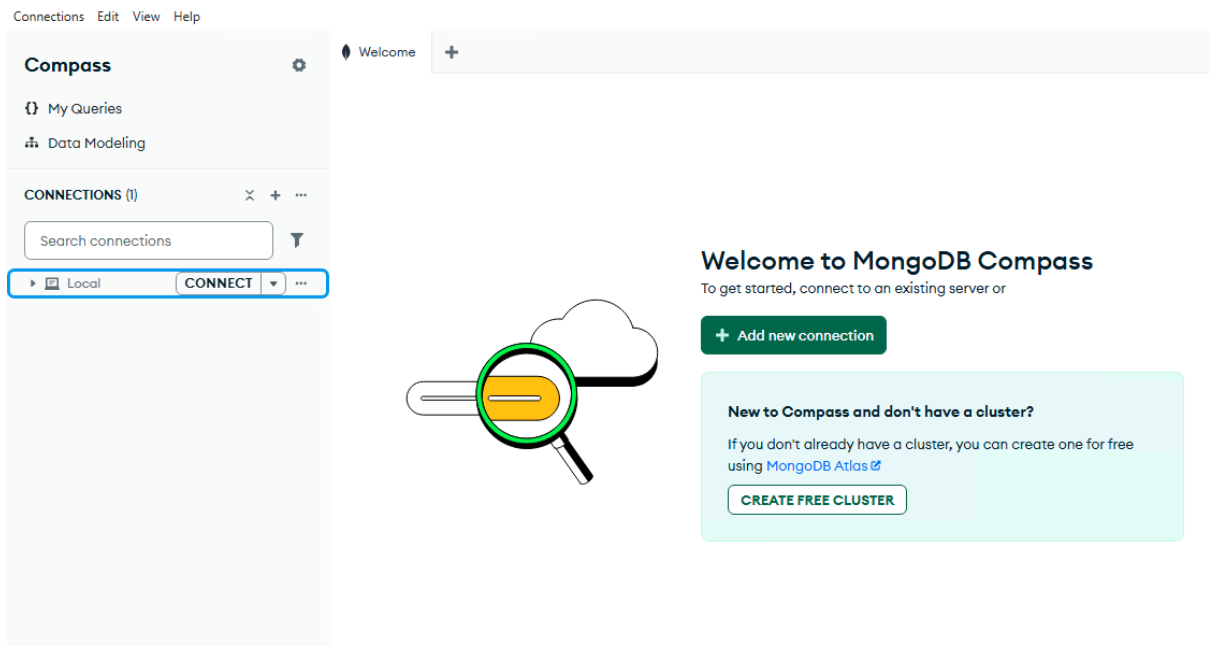 Connections Edit View Help
Compass
My Queries
Data Modeling
CONNECTIONS (1)
Search connections
Local CONNECT
Welcome
Welcome to MongoDB Compass
To get started, connect to an existing server or
Add new connection
New to Compass and don't have a cluster?
If you don't already have a cluster, you can create one for free
using MongoDB Atlas
CREATE FREE CLUSTER